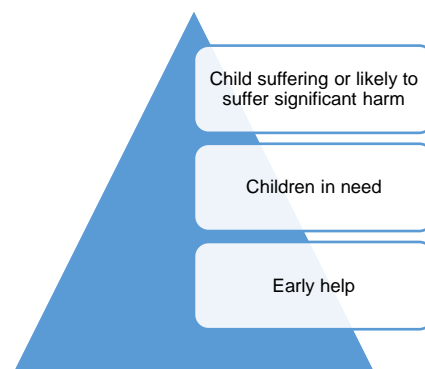 Child suffering or likely to
suffer significant harm
Children in need
Early help